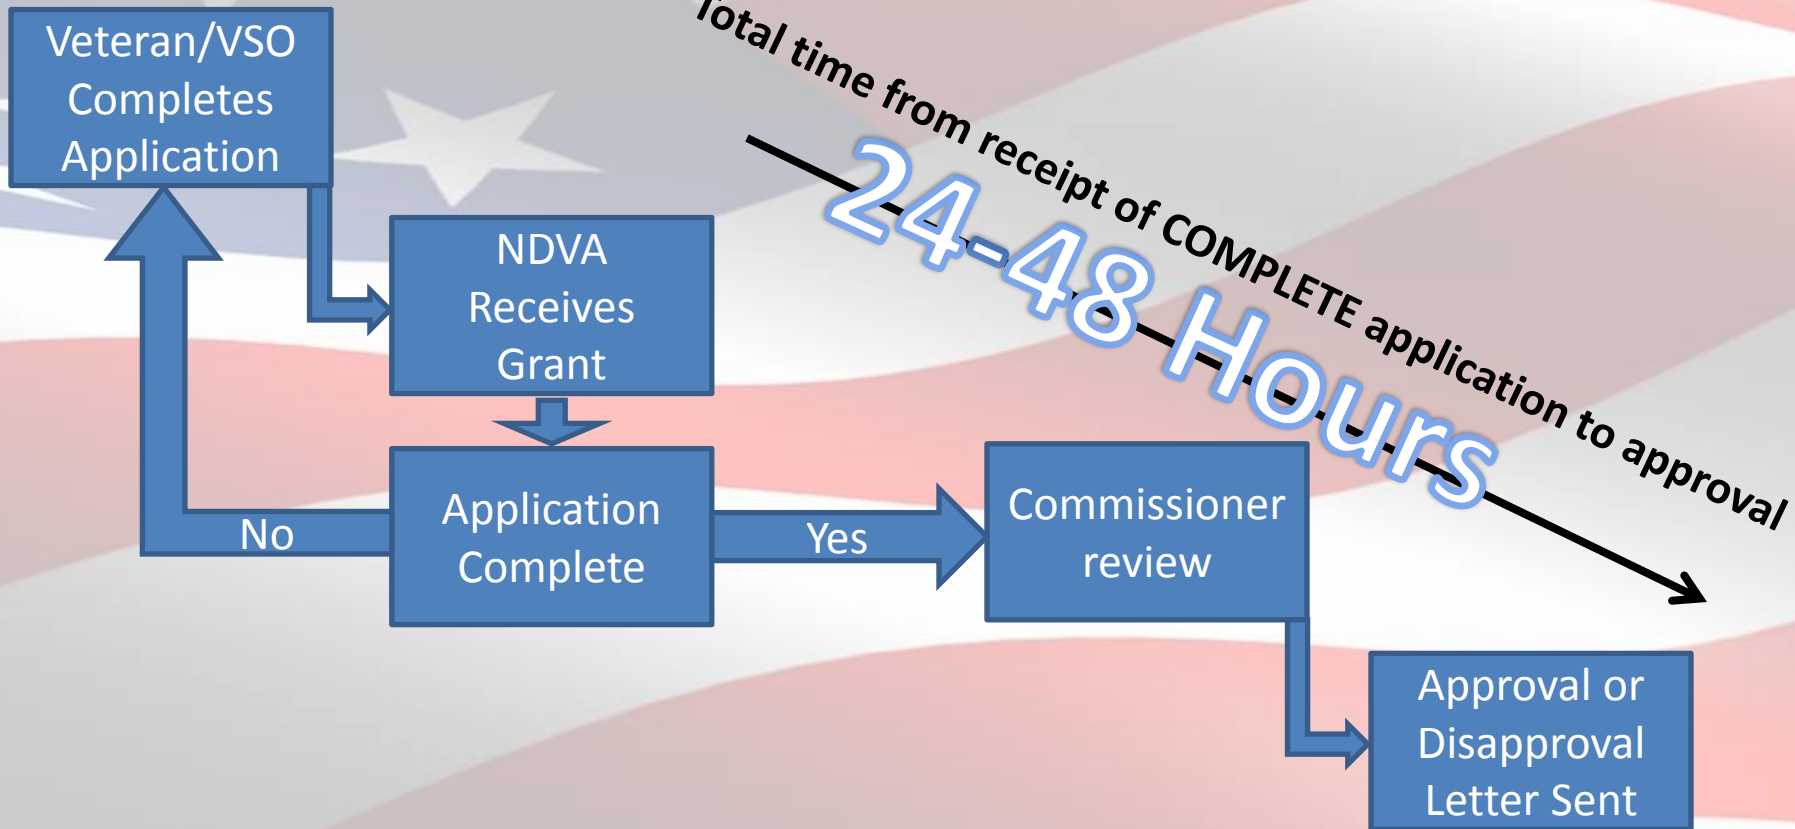 Veteran/VSO
Completes
Application
Total time from receipt of COMPLETE application to approval
24-48 Hours
NDVA
Receives
Grant
No
Application
Complete
Yes
Commissioner
review
Approval or
Disapproval
Letter Sent